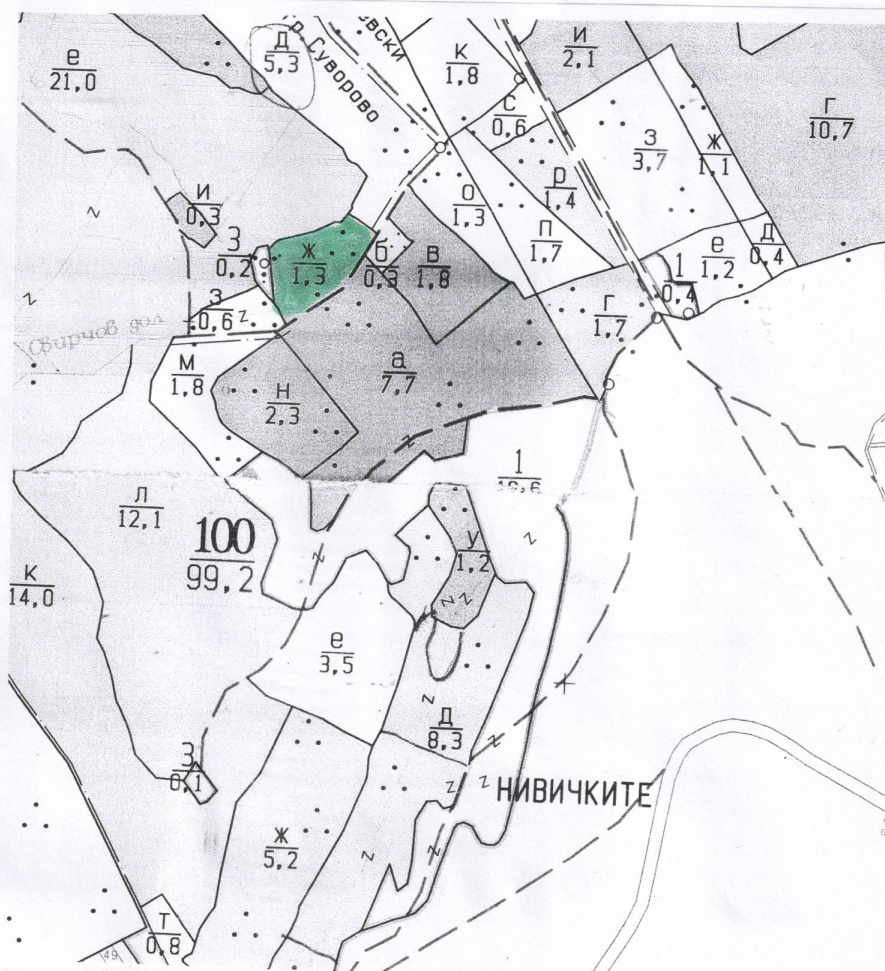 е
21,0
Д
5,3
гр. Суворово
овски
к
1,8
с
0,6
и
2,1
з
3,7
ж
1,1
г
10,7
р
1,4
о
1,3
п
1,7
и
0,3
З
0,2
ж
1,3
б
0,3
в
1,8
е
1,2
д
0,4
1
0,4
з
0,6
Свирчов дол
г
1,7
м
1,8
н
2,3
а
7,7
1
л
12,1
100
99,2
у
1,2
к
14,0
е
3,5
д
8,3
3
0,1
НИВИЧКИТЕ
ж
5,2
т
0,8
49